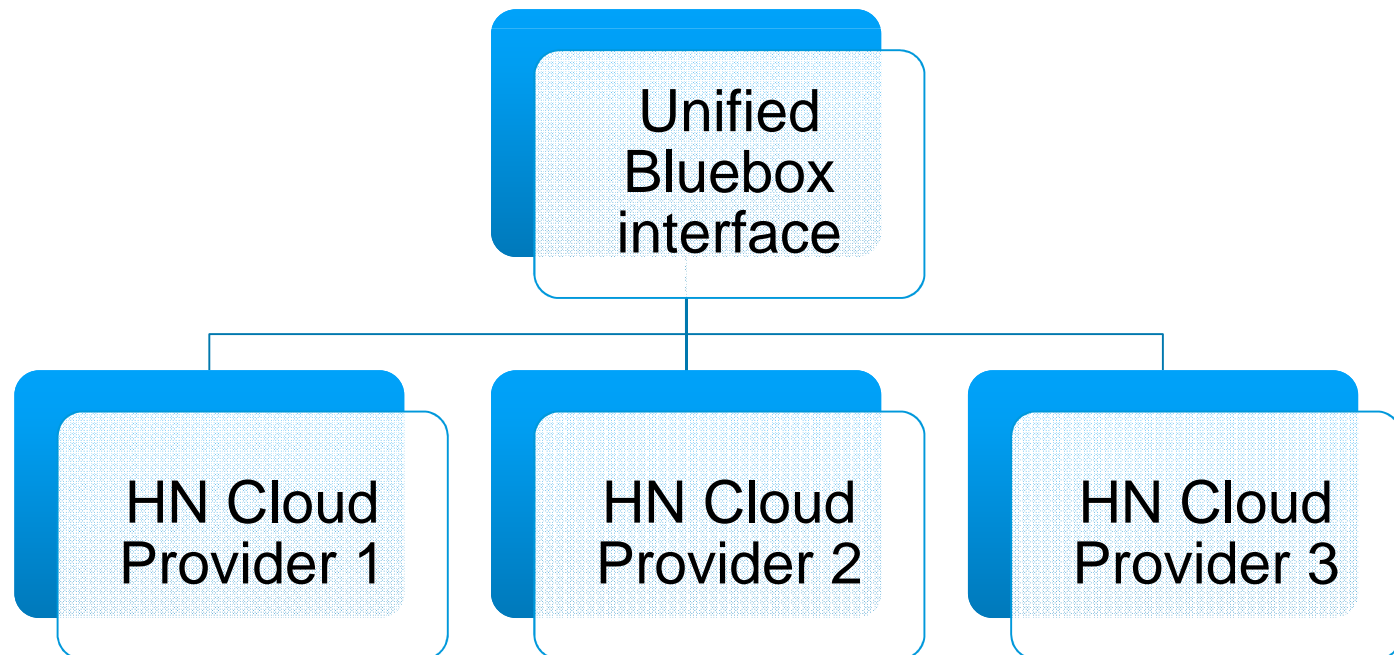 Unified
Bluebox
interface
HN Cloud
Provider 1
HN Cloud
Provider 2
HN Cloud
Provider 3